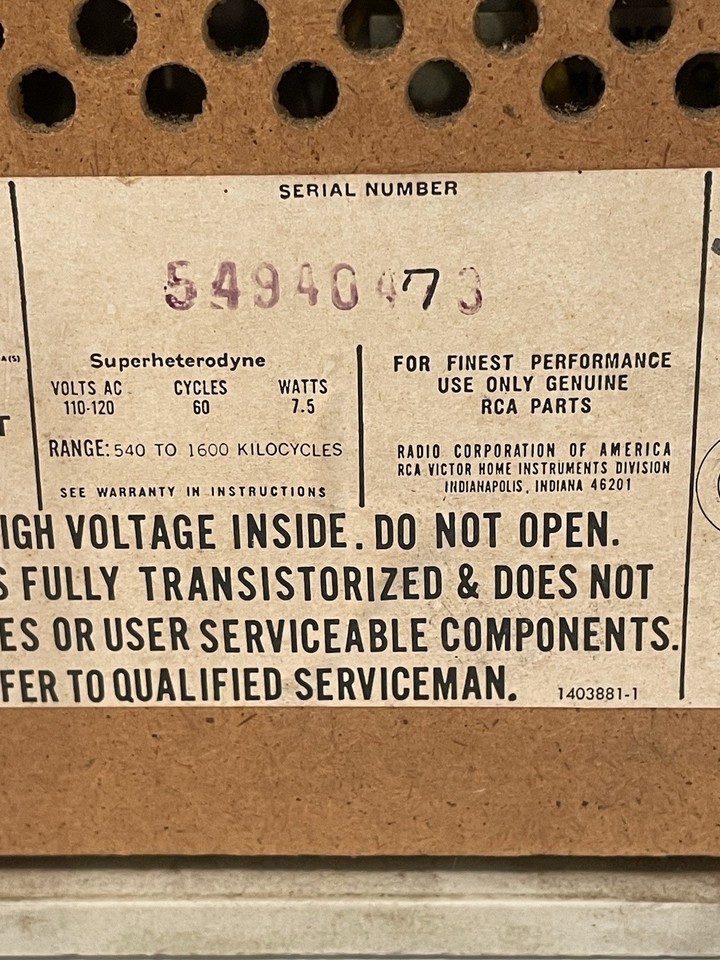 SERIAL NUMBER
54940473
A(S)
T
Superheterodyne
VOLTS AC CYCLES WATTS
110-120 60 7.5
RANGE: 540 TO 1600 KILOCYCLES
SEE WARRANTY IN INSTRUCTIONS
FOR FINEST PERFORMANCE
USE ONLY GENUINE
RCA PARTS
RADIO CORPORATION OF AMERICA
RCA VICTOR HOME INSTRUMENTS DIVISION
INDIANAPOLIS, INDIANA 46201
IGH VOLTAGE INSIDE. DO NOT OPEN.
S FULLY TRANSISTORIZED & DOES NOT
ES OR USER SERVICEABLE COMPONENTS.
FER TO QUALIFIED SERVICEMAN.
1403881-1